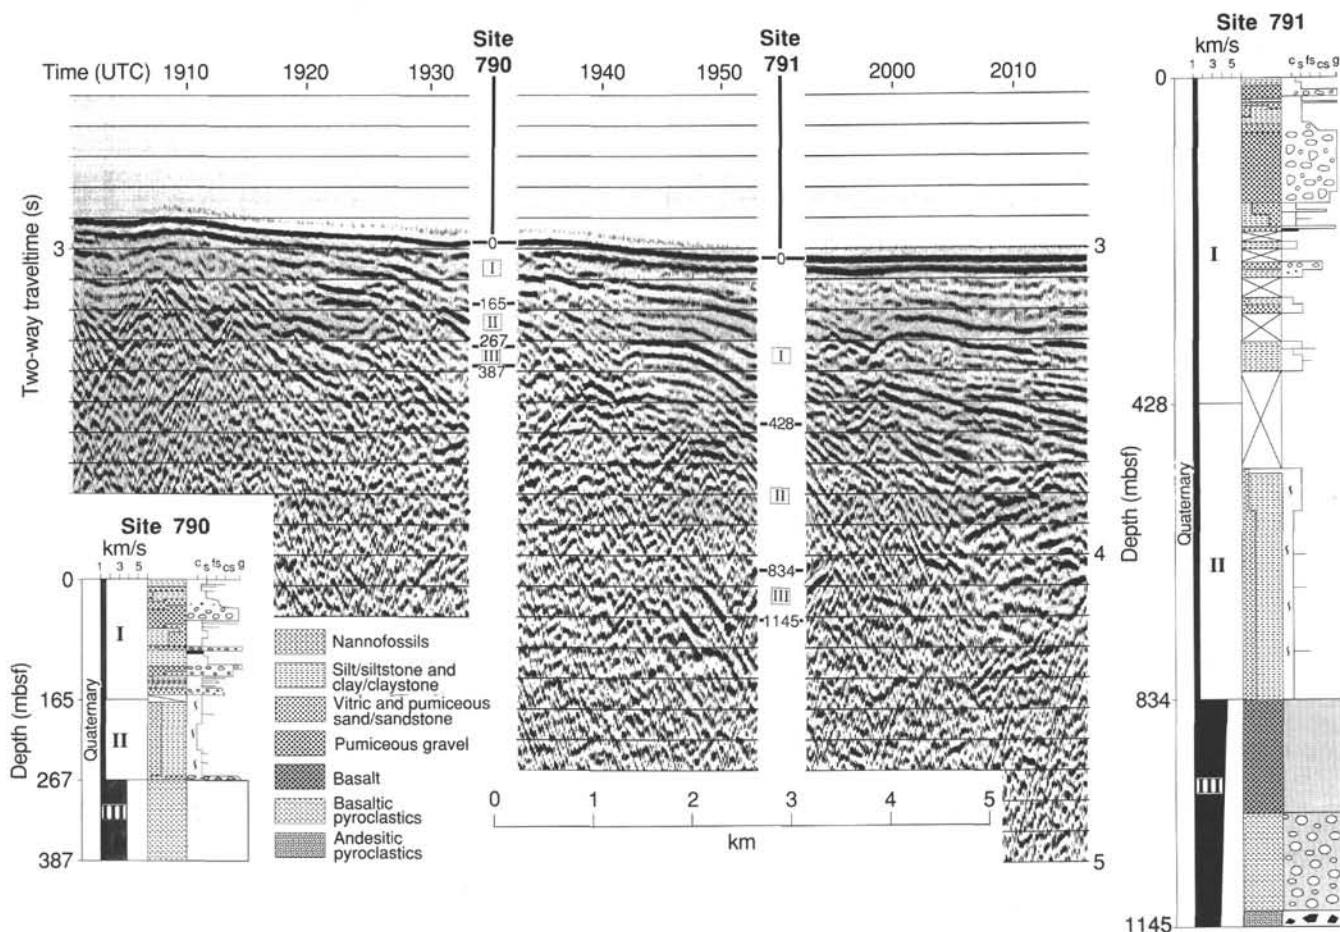 Site 791
km/s
1 3 5
c s fs cs g
Site 790
Site 791
Time (UTC) 1910 1920 1930 1940 1950 2000 2010
0
Two-way traveltime (s)
3
3
0
0
I
165
II
267
III
387
I
428
II
834
III
1145
4
5
Depth (mbsf)
Quaternary
I
428
II
834
III
1145
Site 790
km/s
1 3 5
c s fs cs g
0
Depth (mbsf)
Quaternary
I
165
II
267
III
387
Nannofossils
Silt/siltstone and
clay/claystone
Vitric and pumiceous
sand/sandstone
Pumiceous gravel
Basalt
Basaltic
pyroclastics
Andesitic
pyroclastics
0 1 2 3 4 5
km